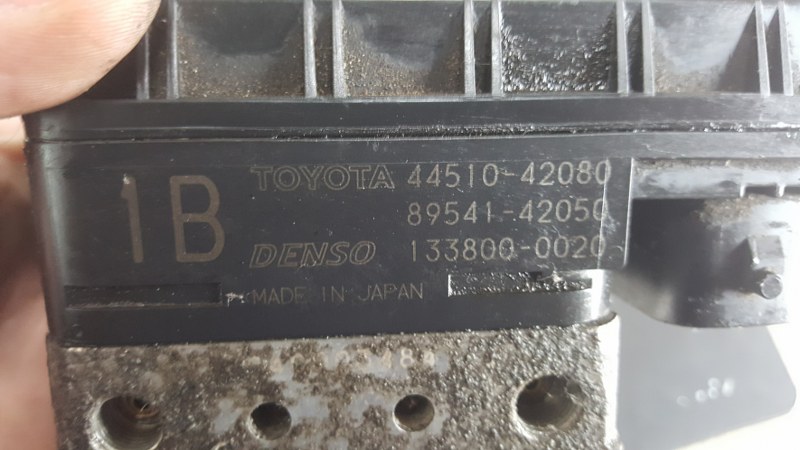 1B
TOYOTA 44510-42080
89541-42050
DENSO 133800-0020
MADE IN JAPAN